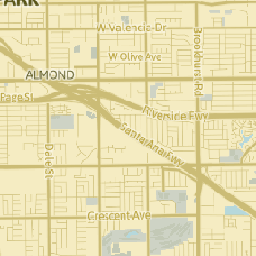 ARK
W Valencia Dr
W Olive Ave
Brookhurst Rd
ALMOND
Page St
Riverside Fwy
Santa Ana Fwy
Dale St
Crescent Ave